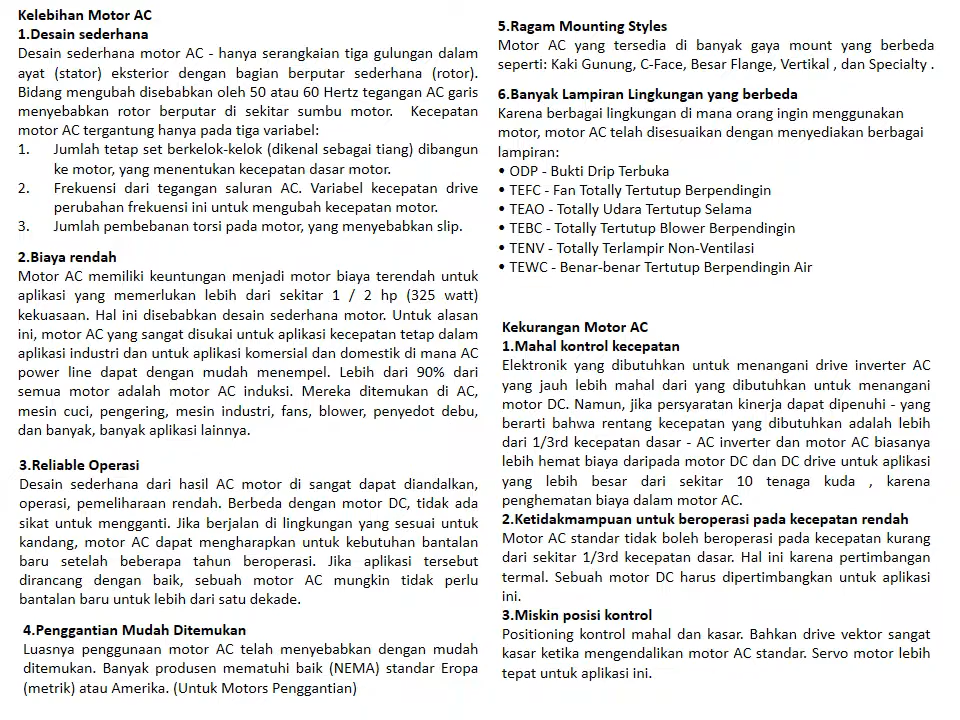 Kelebihan Motor AC
1.Desain sederhana
Desain sederhana motor AC - hanya serangkaian tiga gulungan dalam
ayat (stator) eksterior dengan bagian berputar sederhana (rotor).
Bidang mengubah disebabkan oleh 50 atau 60 Hertz tegangan AC garis
menyebabkan rotor berputar di sekitar sumbu motor. Kecepatan
motor AC tergantung hanya pada tiga variabel:
1. Jumlah tetap set berkelok-kelok (dikenal sebagai tiang) dibangun
ke motor, yang menentukan kecepatan dasar motor.
2. Frekuensi dari tegangan saluran AC. Variabel kecepatan drive
perubahan frekuensi ini untuk mengubah kecepatan motor.
3. Jumlah pembebanan torsi pada motor, yang menyebabkan slip.
2.Biaya rendah
Motor AC memiliki keuntungan menjadi motor biaya terendah untuk
aplikasi yang memerlukan lebih dari sekitar 1 / 2 hp (325 watt)
kekuasaan. Hal ini disebabkan desain sederhana motor. Untuk alasan
ini, motor AC yang sangat disukai untuk aplikasi kecepatan tetap dalam
aplikasi industri dan untuk aplikasi komersial dan domestik di mana AC
power line dapat dengan mudah menempel. Lebih dari 90% dari
semua motor adalah motor AC induksi. Mereka ditemukan di AC,
mesin cuci, pengering, mesin industri, fans, blower, penyedot debu,
dan banyak, banyak aplikasi lainnya.
3.Reliable Operasi
Desain sederhana dari hasil AC motor di sangat dapat diandalkan,
operasi, pemeliharaan rendah. Berbeda dengan motor DC, tidak ada
sikat untuk mengganti. Jika berjalan di lingkungan yang sesuai untuk
kandang, motor AC dapat mengharapkan untuk kebutuhan bantalan
baru setelah beberapa tahun beroperasi. Jika aplikasi tersebut
dirancang dengan baik, sebuah motor AC mungkin tidak perlu
bantalan baru untuk lebih dari satu dekade.
4.Penggantian Mudah Ditemukan
Luasnya penggunaan motor AC telah menyebabkan dengan mudah
ditemukan. Banyak produsen mematuhi baik (NEMA) standar Eropa
(metrik) atau Amerika. (Untuk Motors Penggantian)
5.Ragam Mounting Styles
Motor AC yang tersedia di banyak gaya mount yang berbeda
seperti: Kaki Gunung, C-Face, Besar Flange, Vertikal , dan Specialty .
6.Banyak Lampiran Lingkungan yang berbeda
Karena berbagai lingkungan di mana orang ingin menggunakan
motor, motor AC telah disesuaikan dengan menyediakan berbagai
lampiran:
• ODP - Bukti Drip Terbuka
• TEFC - Fan Totally Tertutup Berpendingin
• TEAO - Totally Udara Tertutup Selama
• TEBC - Totally Tertutup Blower Berpendingin
• TENV - Totally Terlampir Non-Ventilasi
• TEWC - Benar-benar Tertutup Berpendingin Air
Kekurangan Motor AC
1.Mahal kontrol kecepatan
Elektronik yang dibutuhkan untuk menangani drive inverter AC
yang jauh lebih mahal dari yang dibutuhkan untuk menangani
motor DC. Namun, jika persyaratan kinerja dapat dipenuhi - yang
berarti bahwa rentang kecepatan yang dibutuhkan adalah lebih
dari 1/3rd kecepatan dasar - AC inverter dan motor AC biasanya
lebih hemat biaya daripada motor DC dan DC drive untuk aplikasi
yang lebih besar dari sekitar 10 tenaga kuda , karena
penghematan biaya dalam motor AC.
2.Ketidakmampuan untuk beroperasi pada kecepatan rendah
Motor AC standar tidak boleh beroperasi pada kecepatan kurang
dari sekitar 1/3rd kecepatan dasar. Hal ini karena pertimbangan
termal. Sebuah motor DC harus dipertimbangkan untuk aplikasi
ini.
3.Miskin posisi kontrol
Positioning kontrol mahal dan kasar. Bahkan drive vektor sangat
kasar ketika mengendalikan motor AC standar. Servo motor lebih
tepat untuk aplikasi ini.